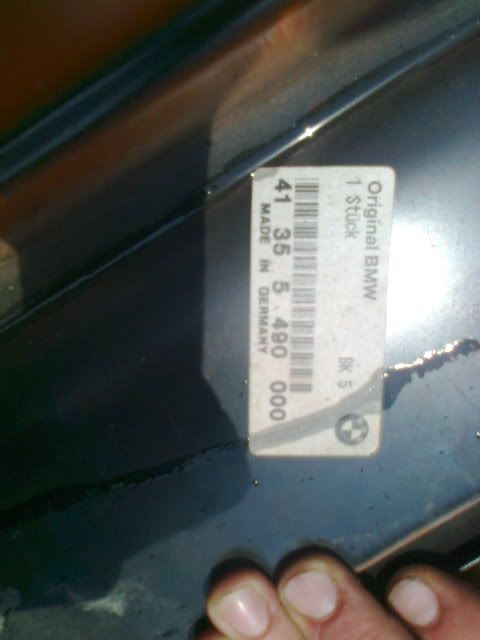 Original BMW
1 Stück BK 5
41 35 5 490 000
MADE IN GERMANY